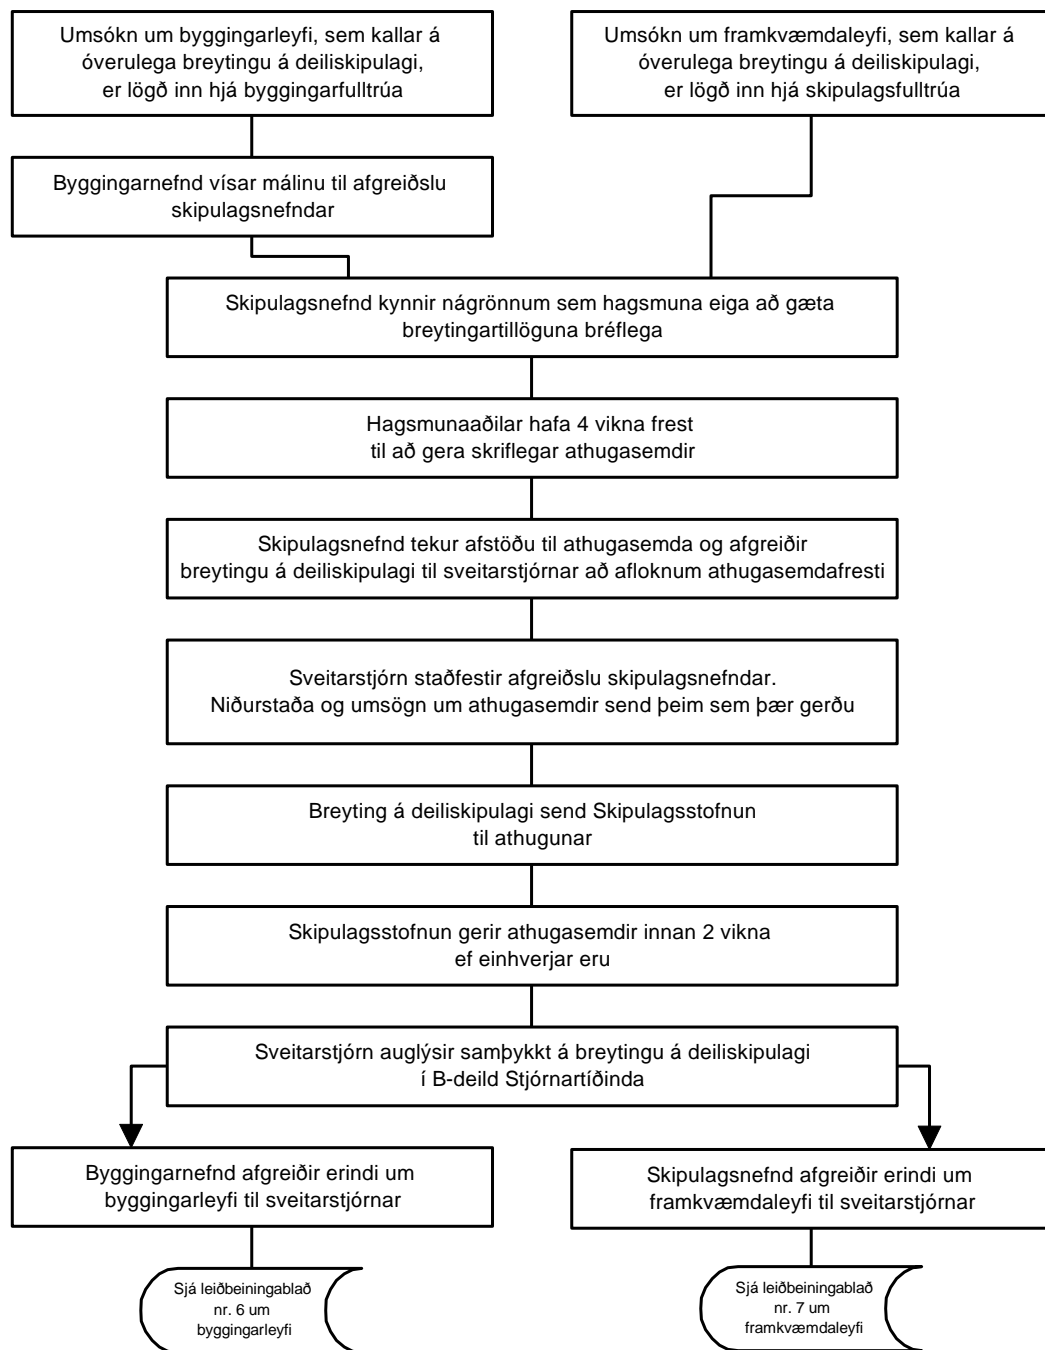 Umsókn um byggingarleyfi, sem kallar á
óverulega breytingu á deiliskipulagi,
er lögð inn hjá byggingarfulltrúa
Umsókn um framkvæmdaleyfi, sem kallar á
óverulega breytingu á deiliskipulagi,
er lögð inn hjá skipulagsfulltrúa
Byggingarnefnd vísar málinu til afgreiðslu
skipulagsnefndar
Skipulagsnefnd kynnir nágrönnum sem hagsmuna eiga að gæta
breytingartillöguna bréflega
Hagsmunaaðilar hafa 4 vikna frest
til að gera skriflegar athugasemdir
Skipulagsnefnd tekur afstöðu til athugasemda og afgreiðir
breytingu á deiliskipulagi til sveitarstjórnar að afloknum athugasemdafresti
Sveitarstjórn staðfestir afgreiðslu skipulagsnefndar.
Niðurstaða og umsögn um athugasemdir send þeim sem þær gerðu
Breyting á deiliskipulagi send Skipulagsstofnun
til athugunar
Skipulagsstofnun gerir athugasemdir innan 2 vikna
ef einhverjar eru
Sveitarstjórn auglýsir samþykkt á breytingu á deiliskipulagi
í B-deild Stjórnartíðinda
Byggingarnefnd afgreiðir erindi um
byggingarleyfi til sveitarstjórnar
Skipulagsnefnd afgreiðir erindi um
framkvæmdaleyfi til sveitarstjórnar
Sjá leiðbeiningablað
nr. 6 um
byggingarleyfi
Sjá leiðbeiningablað
nr. 7 um
framkvæmdaleyfi